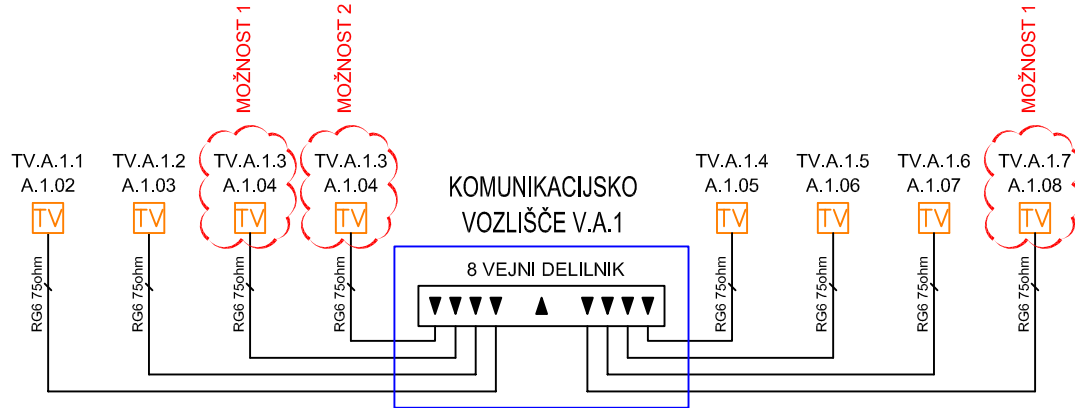 MOŽNOST 1
MOŽNOST 2
MOŽNOST 1
TV.A.1.1
A.1.02
TV
RG6 75ohm
TV.A.1.2
A.1.03
TV
RG6 75ohm
TV.A.1.3
A.1.04
TV
RG6 75ohm
TV.A.1.3
A.1.04
TV
RG6 75ohm
KOMUNIKACIJSKO
VOZLIŠČE V.A.1
8 VEJNI DELILNIK
TV.A.1.4
A.1.05
TV
RG6 75ohm
TV.A.1.5
A.1.06
TV
RG6 75ohm
TV.A.1.6
A.1.07
TV
RG6 75ohm
TV.A.1.7
A.1.08
TV
RG6 75ohm